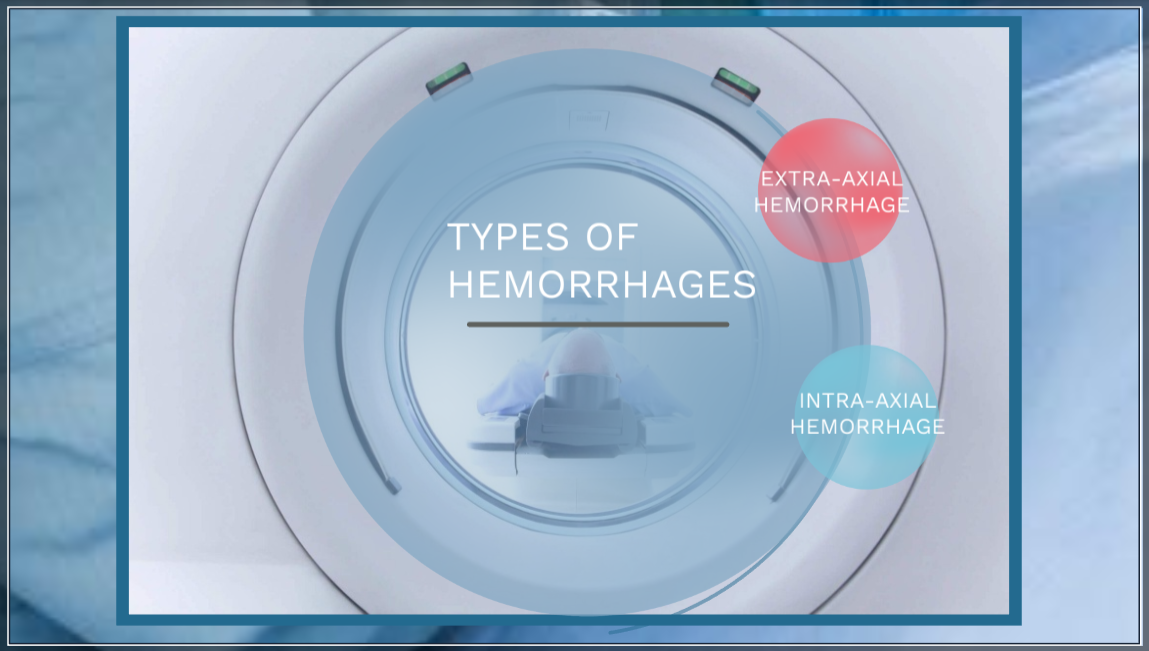 TYPES OF
HEMORRHAGES
EXTRA-AXIAL
HEMORRHAGE
INTRA-AXIAL
HEMORRHAGE